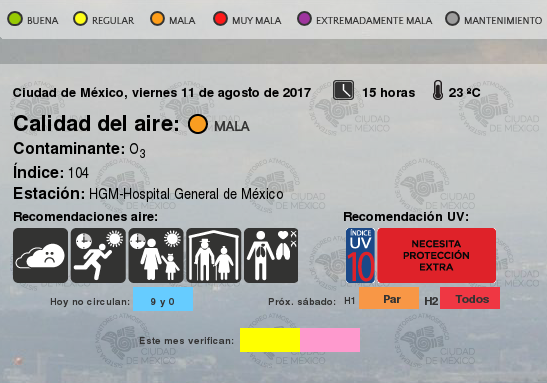 BUENA REGULAR MALA MUY MALA EXTREMADAMENTE MALA MANTENIMIENTO
Ciudad de México, viernes 11 de agosto de 2017 15 horas 23 ºC
Calidad del aire: MALA
Contaminante: O3
Índice: 104
Estación: HGM-Hospital General de México
Recomendaciones aire: Recomendación UV:
ÍNDICE
UV
10
NECESITA
PROTECCIÓN
EXTRA
Hoy no circulan: 9 y 0 Próx. sábado: H1 Par H2 Todos
Este mes verifican: